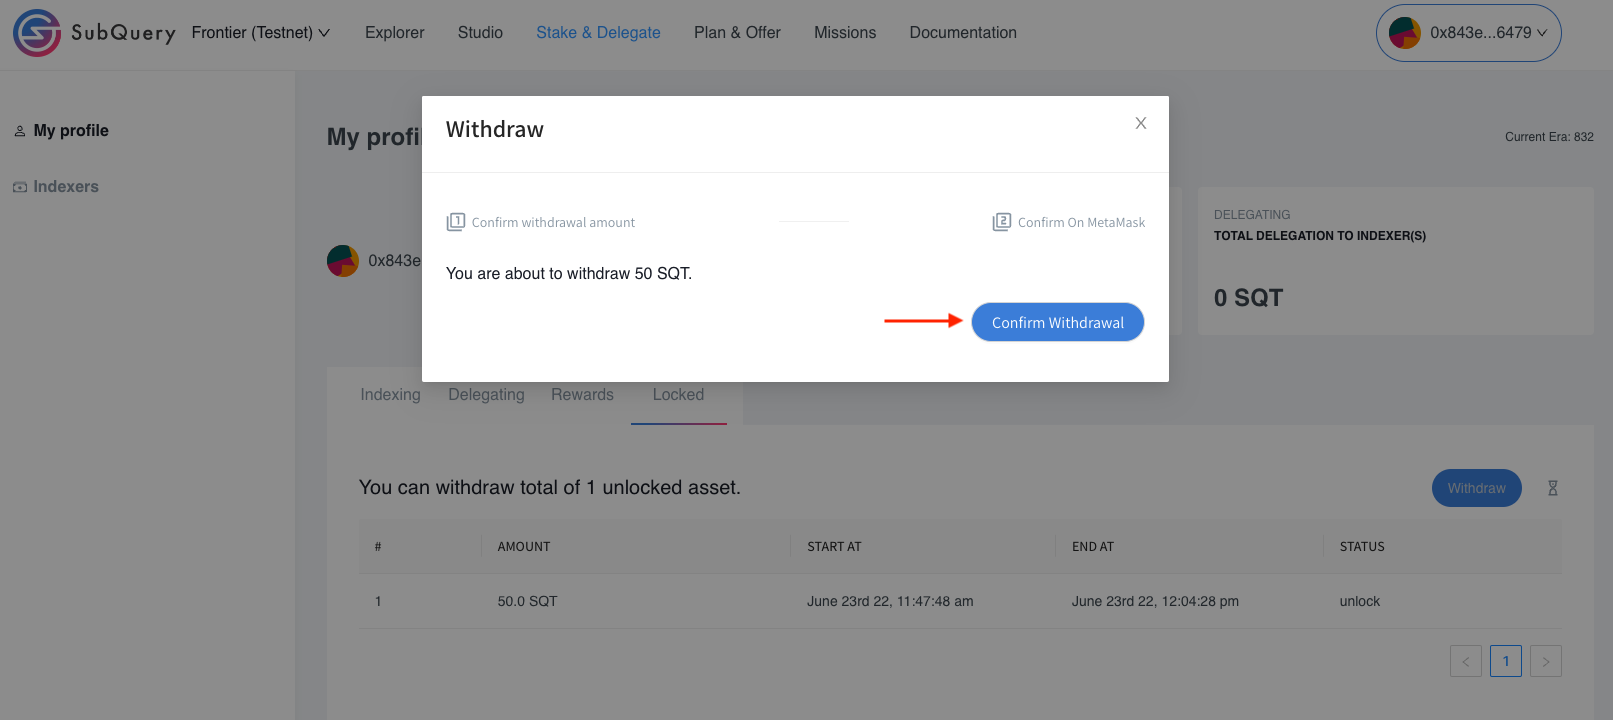 SubQuery Frontier (Testnet) Explorer Studio Stake & Delegate Plan & Offer Missions Documentation 0x843e...6479
My profile
Indexers
My profi
Current Era: 832
Withdraw
X
1 Confirm withdrawal amount
2 Confirm On MetaMask
You are about to withdraw 50 SQT.
Confirm Withdrawal
0x843e
DELEGATING
TOTAL DELEGATION TO INDEXER(S)
0 SQT
Indexing Delegating Rewards Locked
You can withdraw total of 1 unlocked asset.
Withdraw
# AMOUNT START AT END AT STATUS
1 50.0 SQT June 23rd 22, 11:47:48 am June 23rd 22, 12:04:28 pm unlock
< 1 >